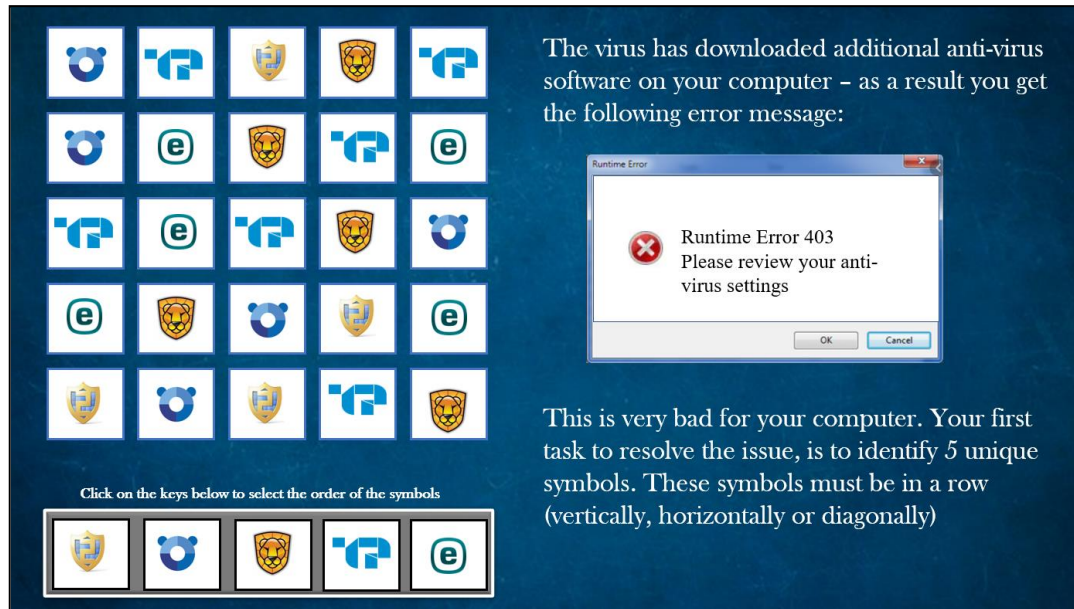 The virus has downloaded additional anti-virus
software on your computer – as a result you get
the following error message:
Runtime Error
Runtime Error 403
Please review your anti-
virus settings
OK
Cancel
This is very bad for your computer. Your first
task to resolve the issue, is to identify 5 unique
symbols. These symbols must be in a row
(vertically, horizontally or diagonally)
Click on the keys below to select the order of the symbols